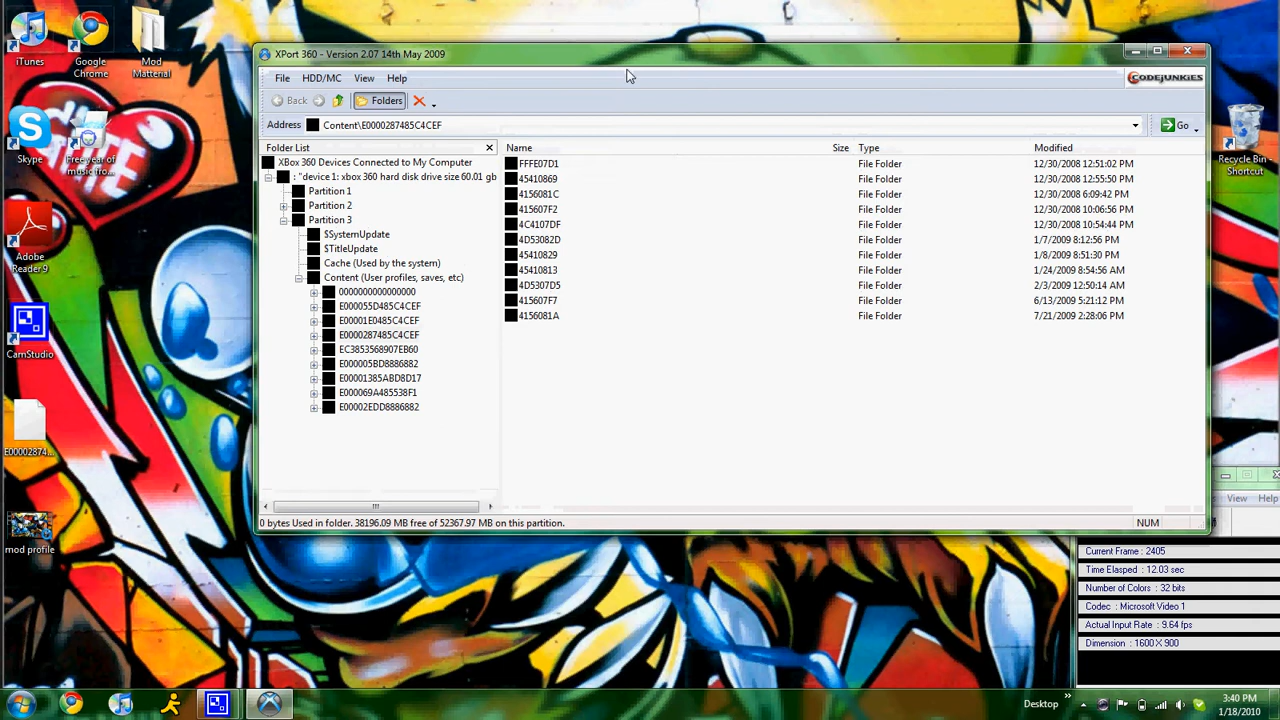 iTunes
Google Chrome
Mod Matterial
Skype
Free year of music fro...
Adobe Reader 9
CamStudio
E00002874...
mod profile
Recycle Bin - Shortcut
XPort 360 - Version 2.07 14th May 2009
File HDD/MC View Help
CODEJUNKIES
Back Folders
Address Content\E0000287485C4CEF Go
Folder List
XBox 360 Devices Connected to My Computer
: "device 1: xbox 360 hard disk drive size 60.01 gb
Partition 1
Partition 2
Partition 3
$SystemUpdate
$TitleUpdate
Cache (Used by the system)
Content (User profiles, saves, etc)
0000000000000000
E000055D485C4CEF
E00001E0485C4CEF
E0000287485C4CEF
EC3853568907EB60
E000005BD8886882
E00001385ABD8D17
E000069A485538F1
E00002EDD8886882
Name Size Type Modified
FFFE07D1 File Folder 12/30/2008 12:51:02 PM
45410869 File Folder 12/30/2008 12:55:50 PM
4156081C File Folder 12/30/2008 6:09:42 PM
415607F2 File Folder 12/30/2008 10:06:56 PM
4C4107DF File Folder 12/30/2008 10:54:44 PM
4D53082D File Folder 1/7/2009 8:12:56 PM
45410829 File Folder 1/8/2009 8:51:30 PM
45410813 File Folder 1/24/2009 8:54:56 AM
4D5307D5 File Folder 2/3/2009 12:50:14 AM
415607F7 File Folder 6/13/2009 5:21:12 PM
4156081A File Folder 7/21/2009 2:28:06 PM
0 bytes Used in folder. 38196.09 MB free of 52367.97 MB on this partition. NUM
View Help
Current Frame : 2405
Time Elasped : 12.03 sec
Number of Colors : 32 bits
Codec : Microsoft Video 1
Actual Input Rate : 9.64 fps
Dimension : 1600 X 900
Desktop
3:40 PM
1/18/2010